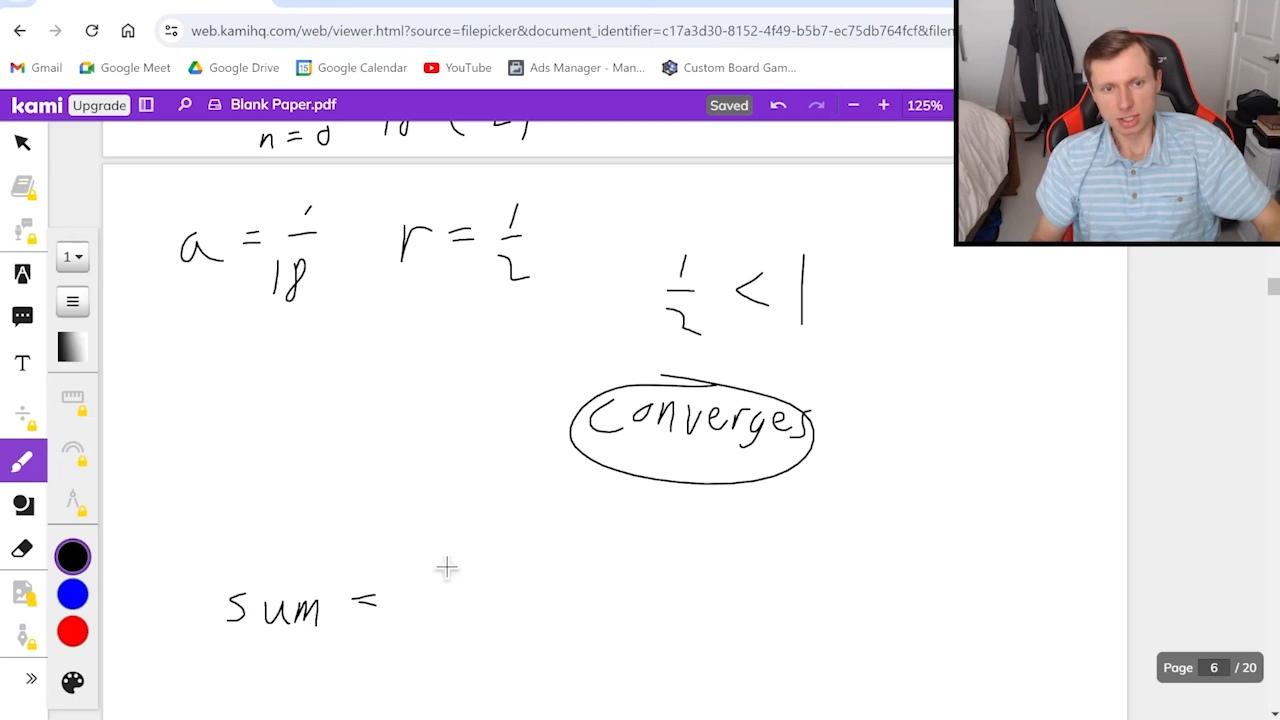 web.kamihq.com/web/viewer.html?source=filepicker&document_identifier=c17a3d30-8152-4f49-b5b7-ec75db764fcf&filen
Gmail Google Meet Google Drive 31 Google Calendar YouTube Ads Manager - Man... Custom Board Gam...
kami Upgrade Blank Paper.pdf Saved 125%
n = 0
a = 1/18 r = 1/2
1/2 < 1
converges
sum =
1
A
T
Page 6 / 20